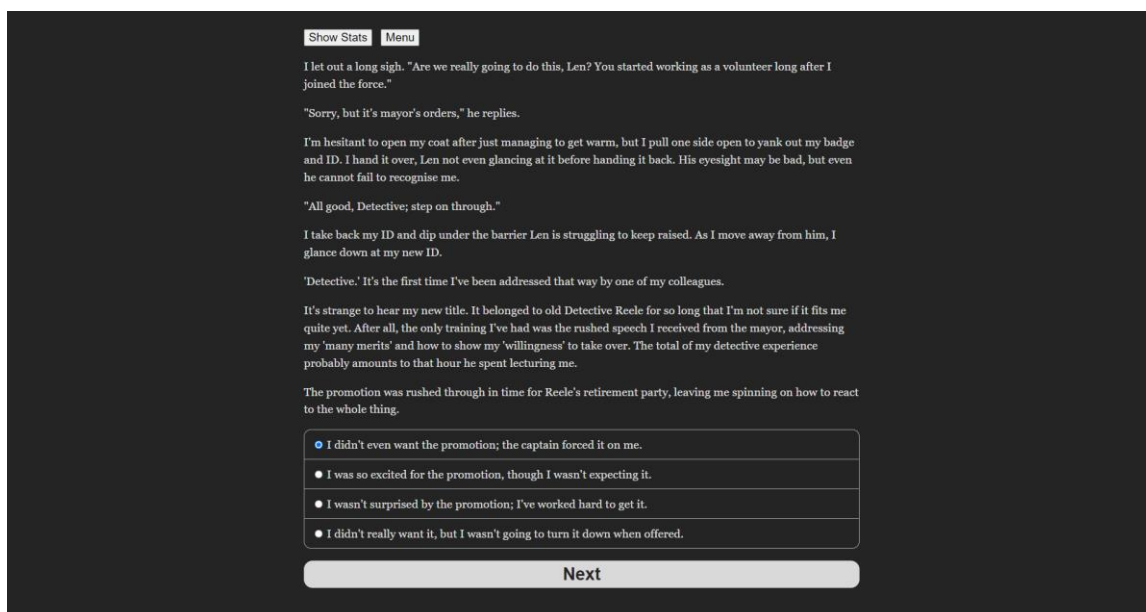 Show Stats Menu
I let out a long sigh. "Are we really going to do this, Len? You started working as a volunteer long after I
joined the force."
"Sorry, but it's mayor's orders," he replies.
I'm hesitant to open my coat after just managing to get warm, but I pull one side open to yank out my badge
and ID. I hand it over, Len not even glancing at it before handing it back. His eyesight may be bad, but even
he cannot fail to recognise me.
"All good, Detective; step on through."
I take back my ID and dip under the barrier Len is struggling to keep raised. As I move away from him, I
glance down at my new ID.
'Detective.' It's the first time I've been addressed that way by one of my colleagues.
It's strange to hear my new title. It belonged to old Detective Reele for so long that I'm not sure if it fits me
quite yet. After all, the only training I've had was the rushed speech I received from the mayor, addressing
my 'many merits' and how to show my 'willingness' to take over. The total of my detective experience
probably amounts to that hour he spent lecturing me.
The promotion was rushed through in time for Reele's retirement party, leaving me spinning on how to react
to the whole thing.
I didn't even want the promotion; the captain forced it on me.
I was so excited for the promotion, though I wasn't expecting it.
I wasn't surprised by the promotion; I've worked hard to get it.
I didn't really want it, but I wasn't going to turn it down when offered.
Next